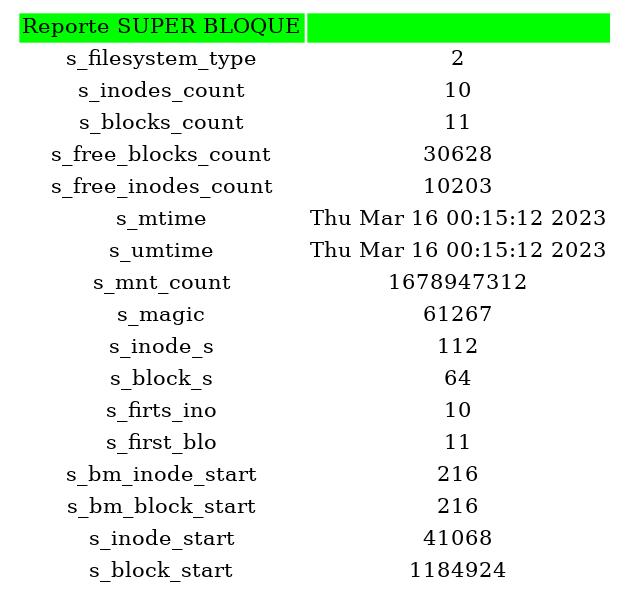 Reporte SUPER BLOQUE
s_filesystem_type 2
s_inodes_count 10
s_blocks_count 11
s_free_blocks_count 30628
s_free_inodes_count 10203
s_mtime Thu Mar 16 00:15:12 2023
s_umtime Thu Mar 16 00:15:12 2023
s_mnt_count 1678947312
s_magic 61267
s_inode_s 112
s_block_s 64
s_firts_ino 10
s_first_blo 11
s_bm_inode_start 216
s_bm_block_start 216
s_inode_start 41068
s_block_start 1184924